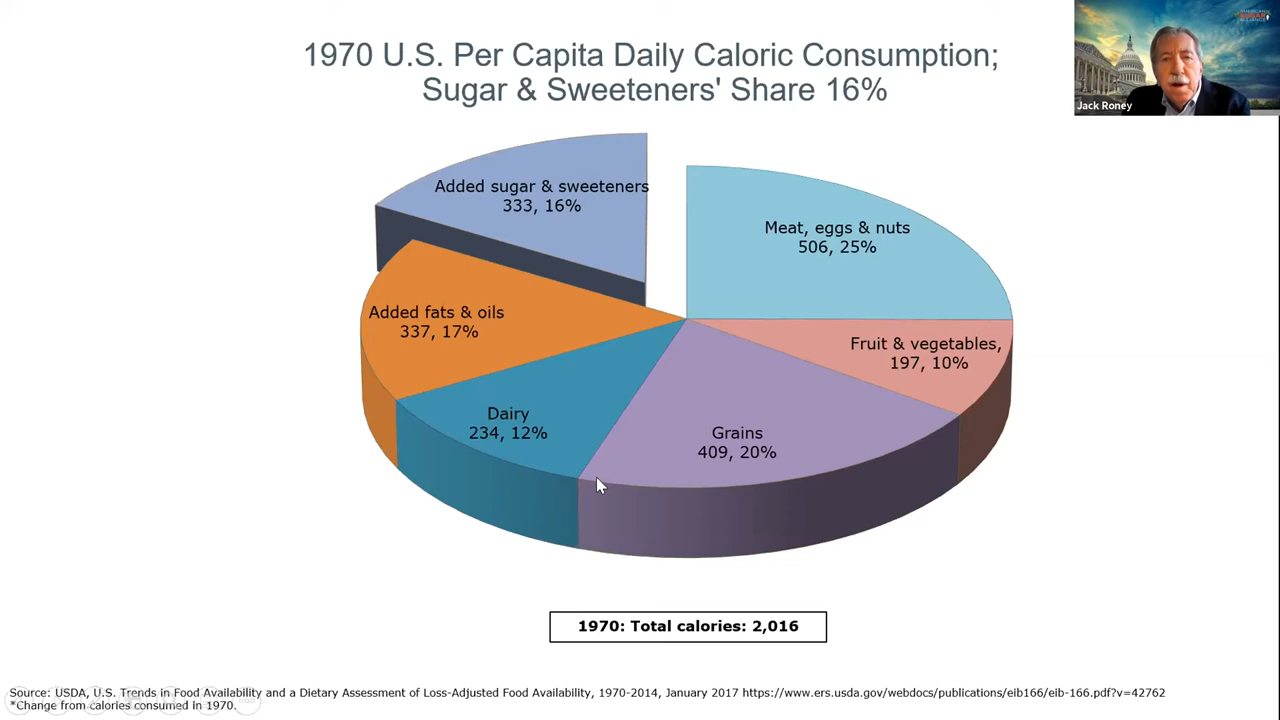 1970 U.S. Per Capita Daily Caloric Consumption;
Sugar & Sweeteners' Share 16%
AMERICAN
SUGAR
ALLIANCE
Jack Roney
Added sugar & sweeteners
333, 16%
Meat, eggs & nuts
506, 25%
Added fats & oils
337, 17%
Fruit & vegetables,
197, 10%
Dairy
234, 12%
Grains
409, 20%
1970: Total calories: 2,016
Source: USDA, U.S. Trends in Food Availability and a Dietary Assessment of Loss-Adjusted Food Availability, 1970-2014, January 2017 https://www.ers.usda.gov/webdocs/publications/eib166/eib-166.pdf?v=42762
*Change from calories consumed in 1970.